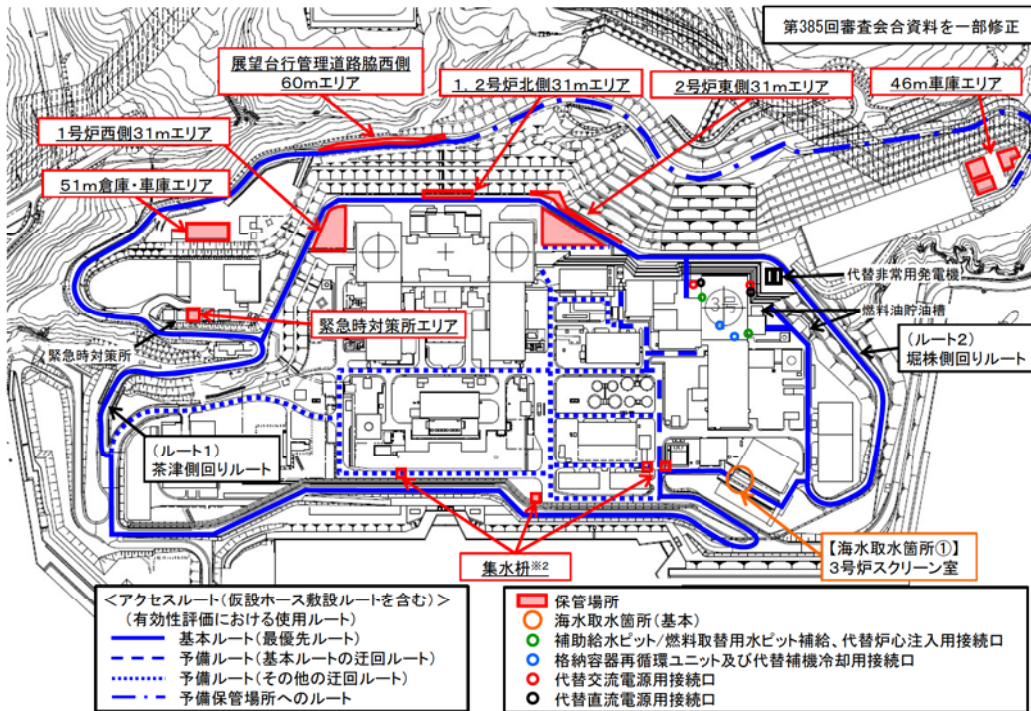 第385回審査会合資料を一部修正
展望台行管理道路脇西側
60mエリア
1，2号炉北側31mエリア
2号炉東側31mエリア
46m車庫エリア
1号炉西側31mエリア
51m倉庫・車庫エリア
代替非常用発電機
3号
燃料油貯油槽
緊急時対策所エリア
緊急時対策所
(ルート2)
堀株側回りルート
(ルート1)
茶津側回りルート
集水枡※2
【海水取水箇所①】
3号炉スクリーン室
＜アクセスルート(仮設ホース敷設ルートを含む)＞
(有効性評価における使用ルート)
基本ルート(最優先ルート)
予備ルート(基本ルートの迂回ルート)
予備ルート(その他の迂回ルート)
予備保管場所へのルート
保管場所
海水取水箇所(基本)
補助給水ピット/燃料取替用水ピット補給、代替炉心注入用接続口
格納容器再循環ユニット及び代替補機冷却用接続口
代替交流電源用接続口
代替直流電源用接続口